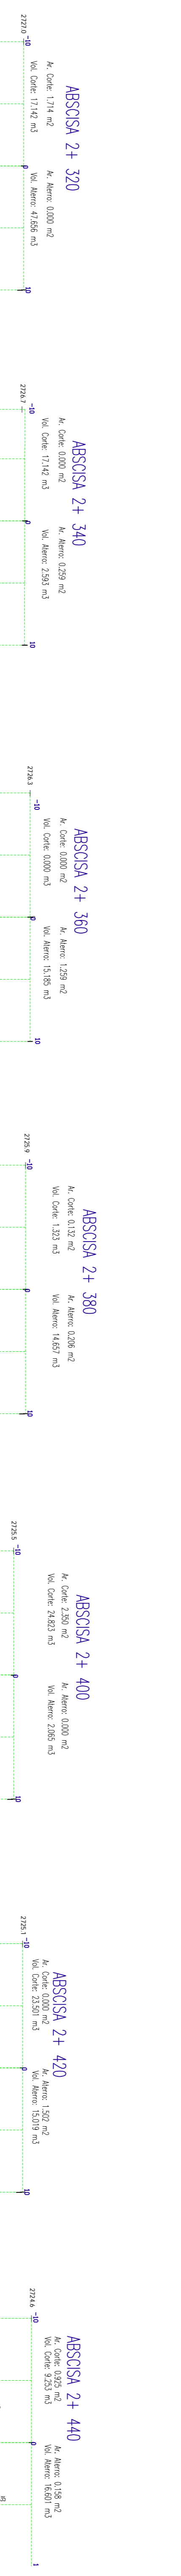 ABSCISA 2+ 320
Ar. Corte: 1.714 m2 Ar. Aterro: 0.000 m2
Vol. Corte: 17.142 m3 Vol. Aterro: 47.656 m3
-10 0 10
2727.0
ABSCISA 2+ 340
Ar. Corte: 0.000 m2 Ar. Aterro: 0.259 m2
Vol. Corte: 17.142 m3 Vol. Aterro: 2.593 m3
-10 0 10
2726.7
ABSCISA 2+ 360
Ar. Corte: 0.000 m2 Ar. Aterro: 1.259 m2
Vol. Corte: 0.000 m3 Vol. Aterro: 15.185 m3
-10 0 10
2726.3
ABSCISA 2+ 380
Ar. Corte: 0.132 m2 Ar. Aterro: 0.206 m2
Vol. Corte: 1.323 m3 Vol. Aterro: 14.657 m3
-10 0 10
2725.9
ABSCISA 2+ 400
Ar. Corte: 2.350 m2 Ar. Aterro: 0.000 m2
Vol. Corte: 24.823 m3 Vol. Aterro: 2.065 m3
-10 0 10
2725.5
ABSCISA 2+ 420
Ar. Corte: 0.000 m2 Ar. Aterro: 1.502 m2
Vol. Corte: 23.501 m3 Vol. Aterro: 15.019 m3
-10 0 10
2725.1
ABSCISA 2+ 440
Ar. Corte: 0.925 m2 Ar. Aterro: 0.158 m2
Vol. Corte: 9.253 m3 Vol. Aterro: 16.601 m3
-10 0 1
2724.6